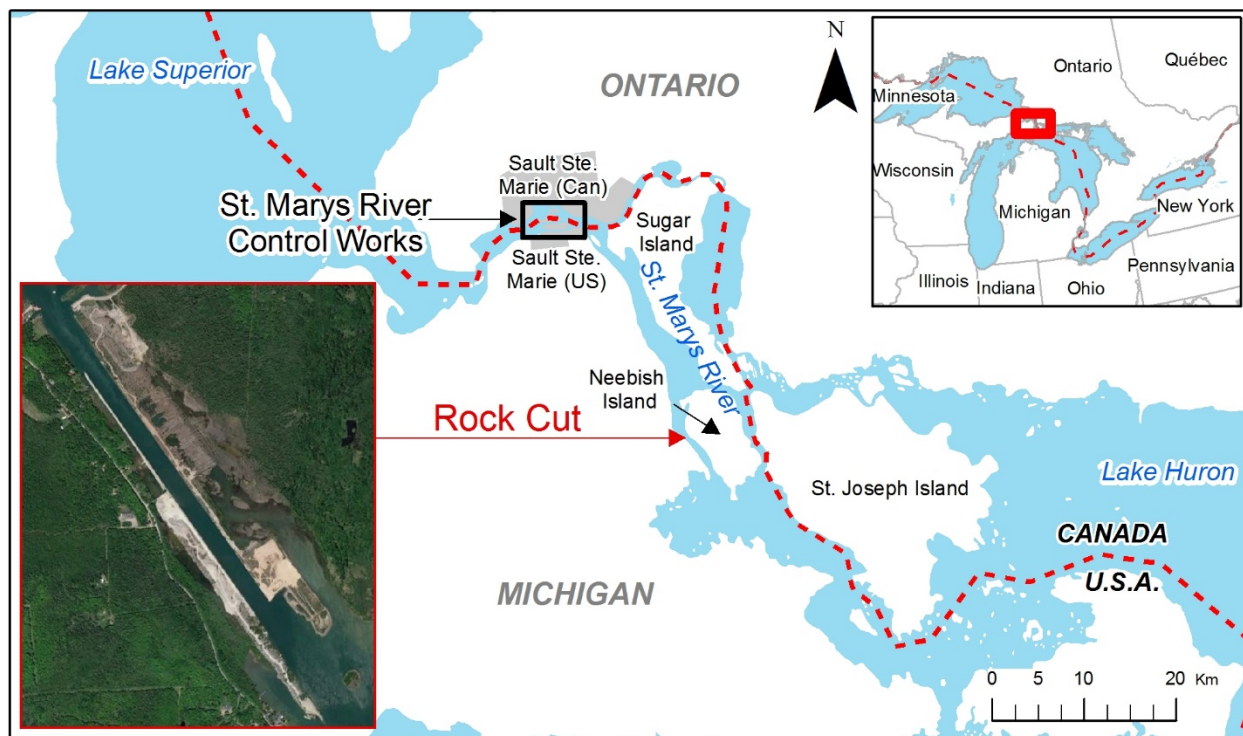 Lake Superior
ONTARIO
N
Ontario
Québec
Minnesota
Wisconsin
Michigan
New York
Illinois
Indiana
Ohio
Pennsylvania
Sault Ste.
Marie (Can)
St. Marys River
Control Works
Sugar
Island
Sault Ste.
Marie (US)
St. Marys River
Neebish
Island
Rock Cut
St. Joseph Island
Lake Huron
CANADA
U.S.A.
MICHIGAN
0 5 10 20 Km